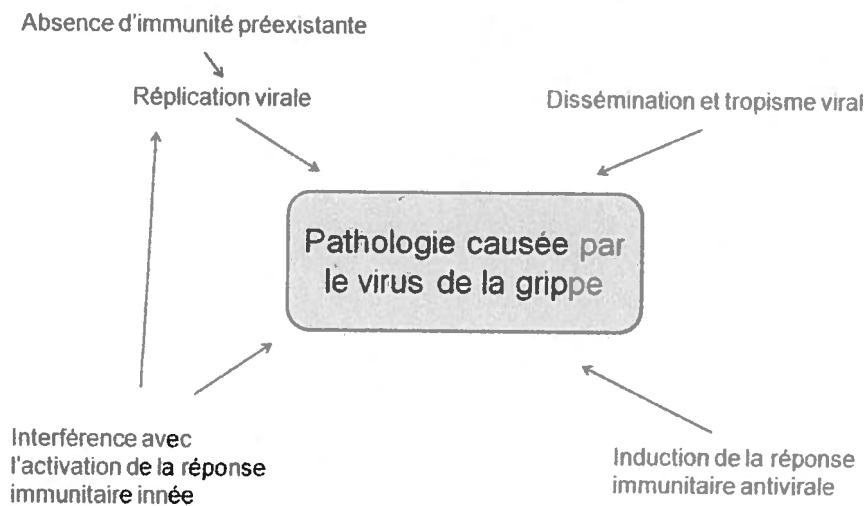 Absence d'immunité préexistante
Réplication virale
Dissémination et tropisme viral
Pathologie causée par
le virus de la grippe
Interférence avec
l'activation de la réponse
immunitaire innée
Induction de la réponse
immunitaire antivirale